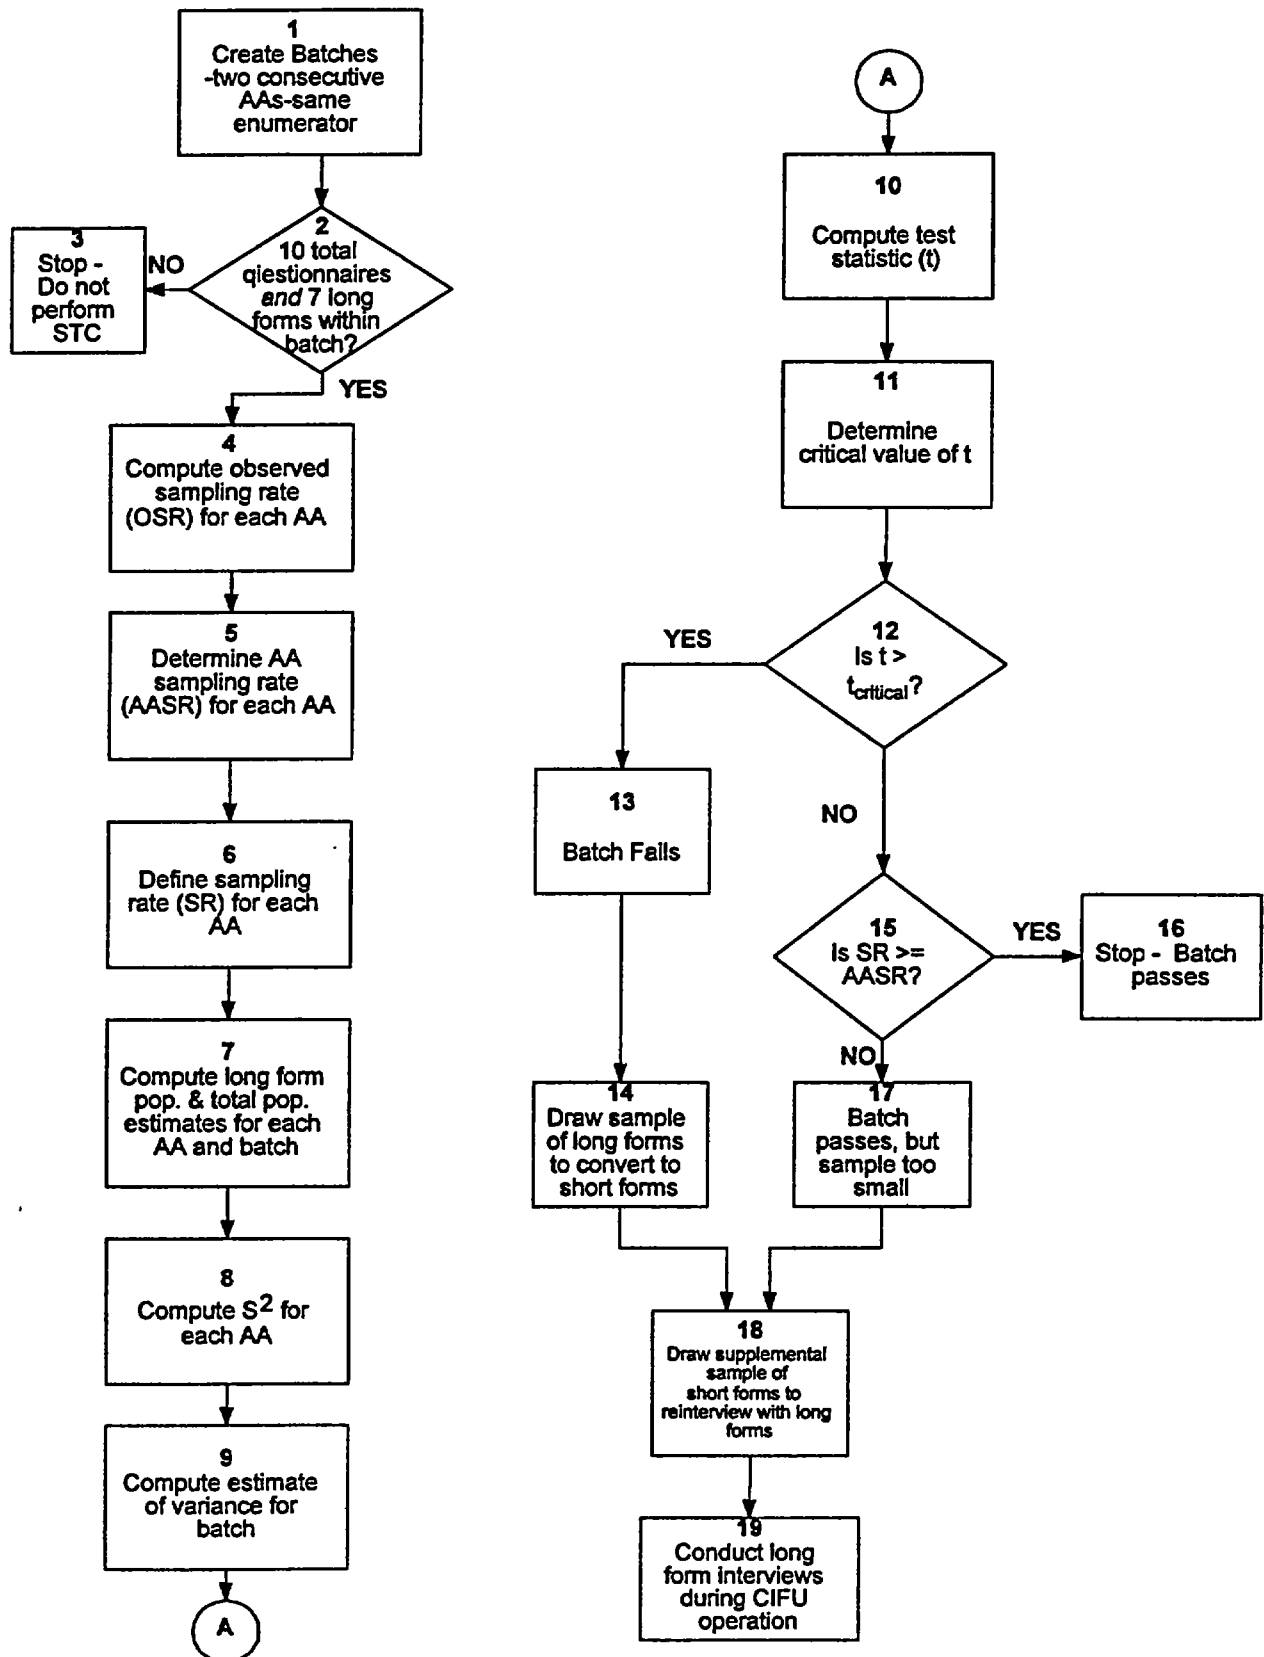 1
Create Batches
-two consecutive
AAs-same
enumerator
2
10 total
qiestionnaires
and 7 long
forms within
batch?
NO
3
Stop -
Do not
perform
STC
YES
4
Compute observed
sampling rate
(OSR) for each AA
5
Determine AA
sampling rate
(AASR) for each AA
6
Define sampling
rate (SR) for each
AA
7
Compute long form
pop. & total pop.
estimates for each
AA and batch
8
Compute S2 for
each AA
9
Compute estimate
of variance for
batch
A
A
10
Compute test
statistic (t)
11
Determine
critical value of t
12
Is t >
tcritical?
YES
13
Batch Fails
NO
15
Is SR >=
AASR?
YES
16
Stop - Batch
passes
NO
14
Draw sample
of long forms
to convert to
short forms
17
Batch
passes, but
sample too
small
18
Draw supplemental
sample of
short forms to
reinterview with long
forms
19
Conduct long
form interviews
during CIFU
operation